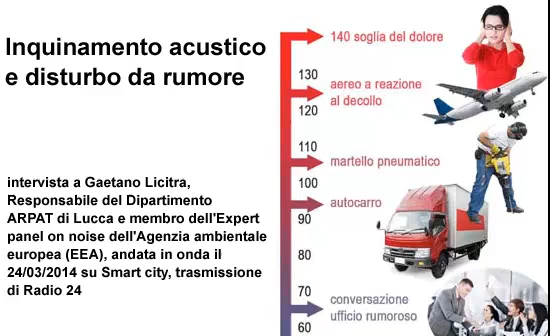 Inquinamento acustico
e disturbo da rumore
intervista a Gaetano Licitra,
Responsabile del Dipartimento
ARPAT di Lucca e membro dell'Expert
panel on noise dell'Agenzia ambientale
europea (EEA), andata in onda il
24/03/2014 su Smart city, trasmissione
di Radio 24
140 soglia del dolore
130
aereo a reazione
al decollo
120
110
martello pneumatico
100
autocarro
90
80
70
conversazione
ufficio rumoroso
60